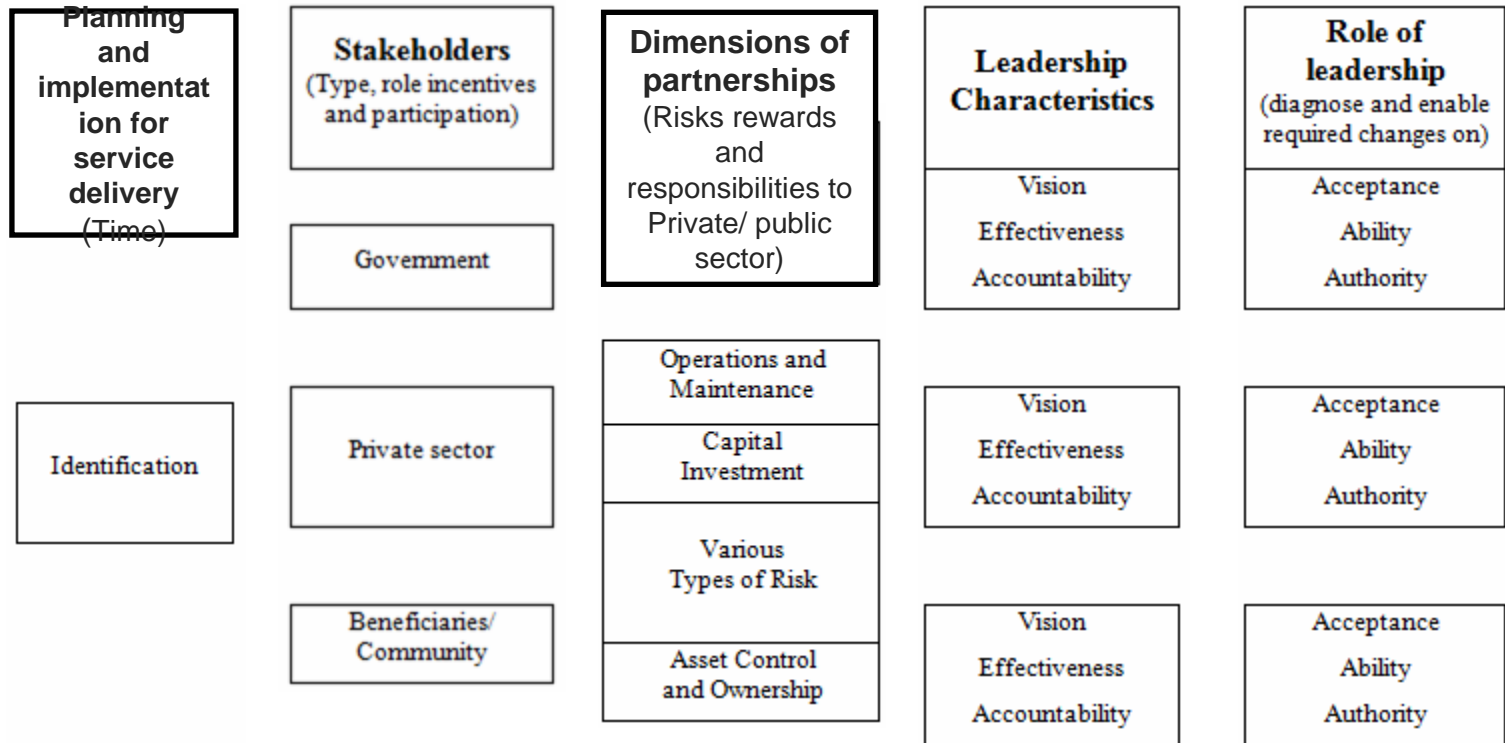 Planning
and
implementat
ion for
service
delivery
(Time)
Identification
Stakeholders
(Type, role incentives
and participation)
Government
Private sector
Beneficiaries/
Community
Dimensions of
partnerships
(Risks rewards
and
responsibilities to
Private/ public
sector)
Operations and
Maintenance
Capital
Investment
Various
Types of Risk
Asset Control
and Ownership
Leadership
Characteristics
Vision
Effectiveness
Accountability
Vision
Effectiveness
Accountability
Vision
Effectiveness
Accountability
Role of
leadership
(diagnose and enable
required changes on)
Acceptance
Ability
Authority
Acceptance
Ability
Authority
Acceptance
Ability
Authority